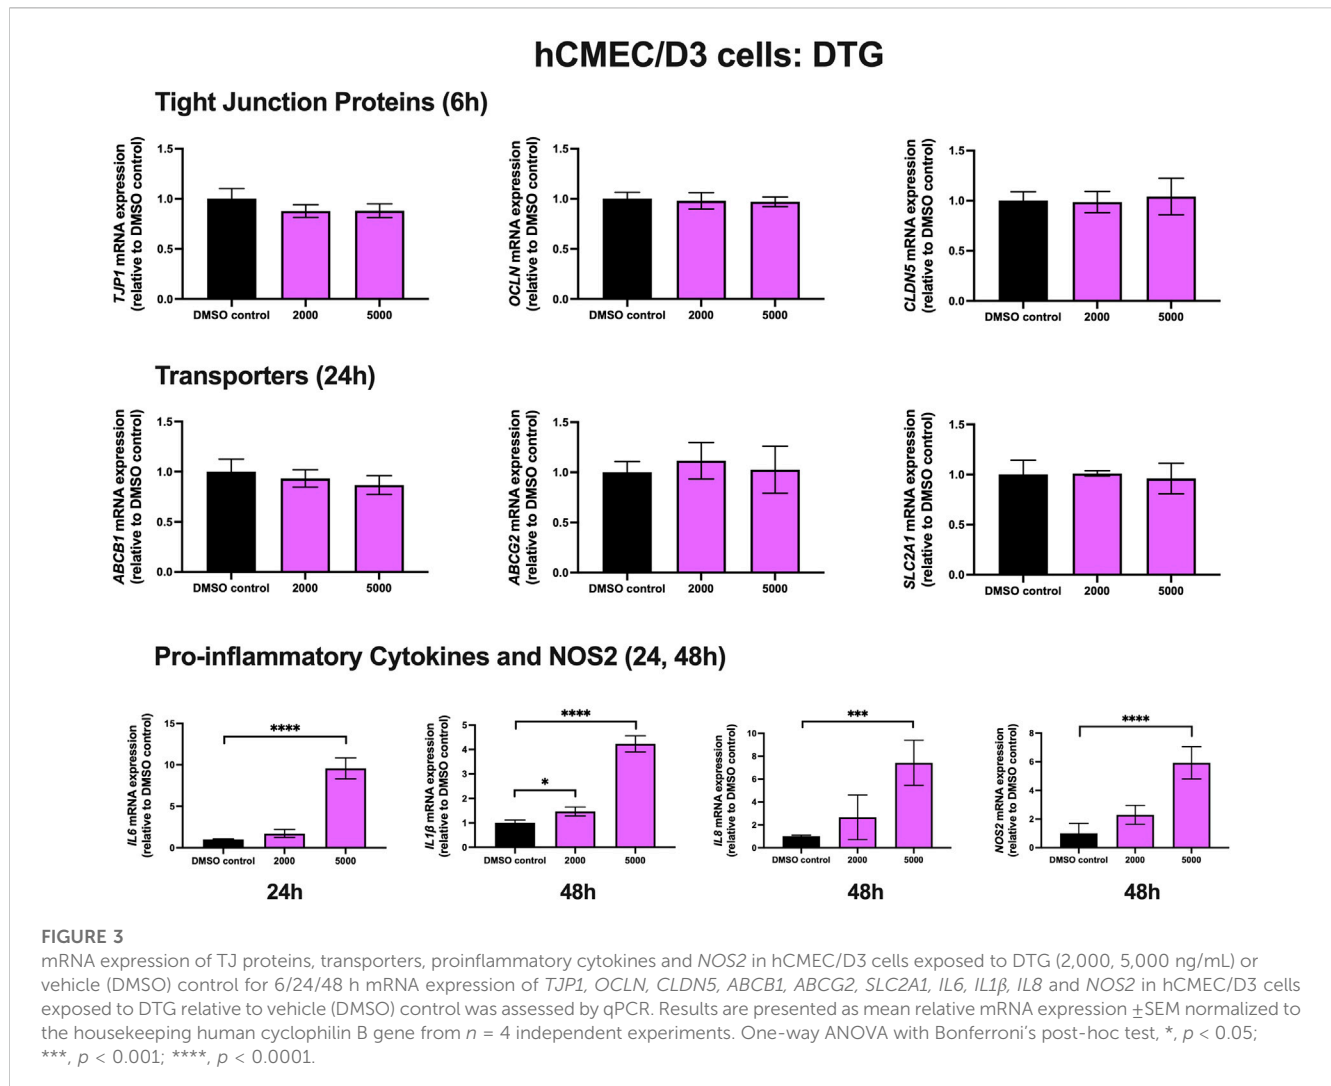 hCMEC/D3 cells: DTG
Tight Junction Proteins (6h)
TJP1 mRNA expression
(relative to DMSO control)
1.5
1.0
0.5
0.0
DMSO control 2000 5000
OCLN mRNA expression
(relative to DMSO control)
1.5
1.0
0.5
0.0
DMSO control 2000 5000
CLDN5 mRNA expression
(relative to DMSO control)
1.5
1.0
0.5
0.0
DMSO control 2000 5000
Transporters (24h)
ABCB1 mRNA expression
(relative to DMSO control)
1.5
1.0
0.5
0.0
DMSO control 2000 5000
ABCG2 mRNA expression
(relative to DMSO control)
1.5
1.0
0.5
0.0
DMSO control 2000 5000
SLC2A1 mRNA expression
(relative to DMSO control)
1.5
1.0
0.5
0.0
DMSO control 2000 5000
Pro-inflammatory Cytokines and NOS2 (24, 48h)
IL6 mRNA expression
(relative to DMSO control)
15
10
5
0
****
DMSO control 2000 5000
24h
IL1β mRNA expression
(relative to DMSO control)
5
4
3
2
1
0
****
*
DMSO control 2000 5000
48h
IL8 mRNA expression
(relative to DMSO control)
10
8
6
4
2
0
***
DMSO control 2000 5000
48h
NOS2 mRNA expression
(relative to DMSO control)
8
6
4
2
0
****
DMSO control 2000 5000
48h
FIGURE 3
mRNA expression of TJ proteins, transporters, proinflammatory cytokines and NOS2 in hCMEC/D3 cells exposed to DTG (2,000, 5,000 ng/mL) or
vehicle (DMSO) control for 6/24/48 h mRNA expression of TJP1, OCLN, CLDN5, ABCB1, ABCG2, SLC2A1, IL6, IL1β, IL8 and NOS2 in hCMEC/D3 cells
exposed to DTG relative to vehicle (DMSO) control was assessed by qPCR. Results are presented as mean relative mRNA expression ±SEM normalized to
the housekeeping human cyclophilin B gene from n = 4 independent experiments. One-way ANOVA with Bonferroni's post-hoc test, *, p < 0.05;
***, p < 0.001; ****, p < 0.0001.